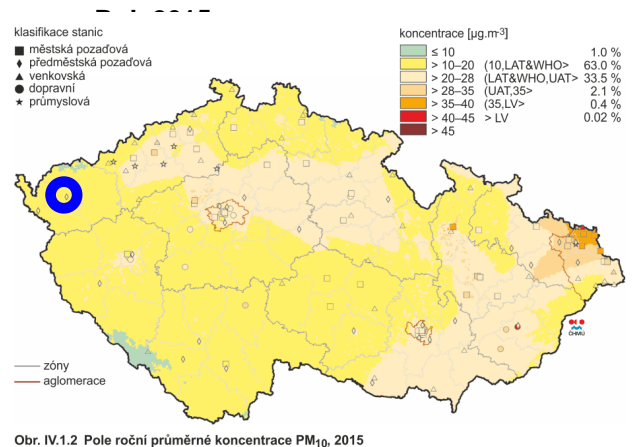 klasifikace stanic
městská pozaďová
předměstská pozaďová
venkovská
dopravní
průmyslová
koncentrace [µg.m-³]
≤ 10 1.0 %
> 10–20 (10,LAT&WHO> 63.0 %
> 20–28 (LAT&WHO,UAT> 33.5 %
> 28–35 (UAT,35> 2.1 %
> 35–40 (35,LV> 0.4 %
> 40–45 > LV 0.02 %
> 45
ČHMÚ
zóny
aglomerace
Obr. IV.1.2 Pole roční průměrné koncentrace PM₁₀, 2015